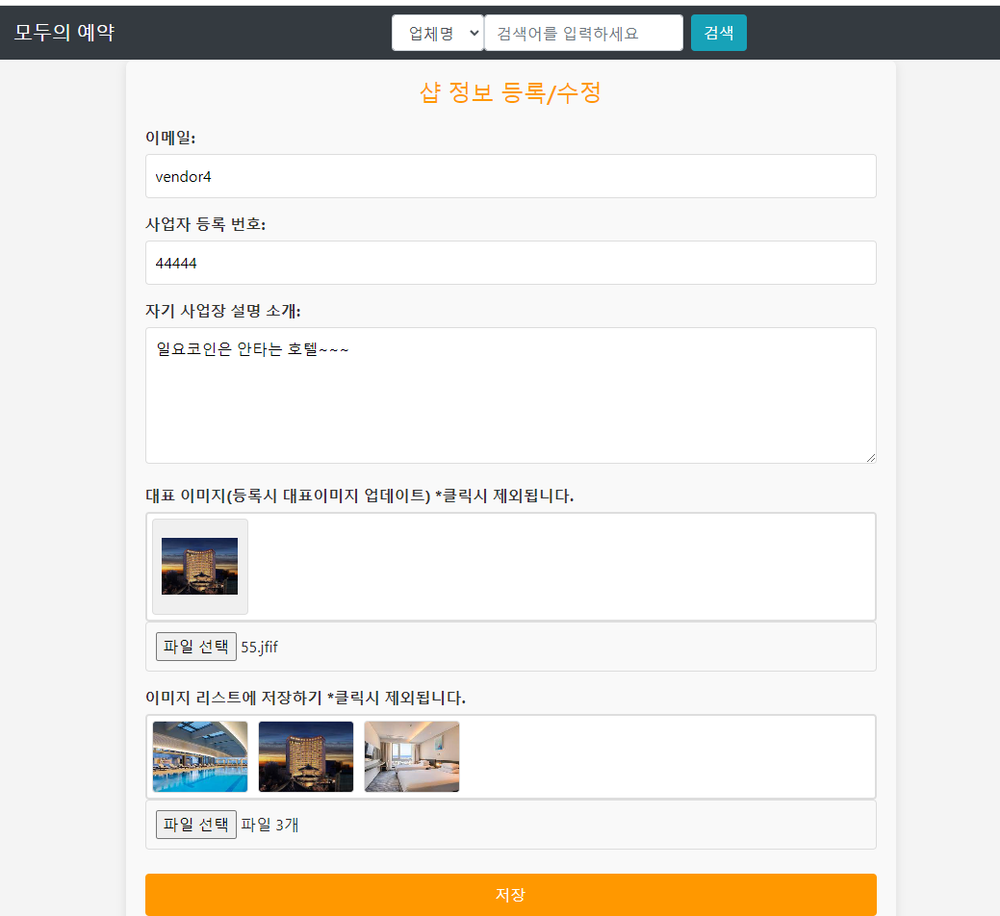 모두의 예약 업체명 검색어를 입력하세요 검색
샵 정보 등록/수정
이메일:
vendor4
사업자 등록 번호:
44444
자기 사업장 설명 소개:
일요코인은 안타는 호텔~~~
대표 이미지(등록시 대표이미지 업데이트) *클릭시 제외됩니다.
파일 선택 55.jfif
이미지 리스트에 저장하기 *클릭시 제외됩니다.
파일 선택 파일 3개
저장